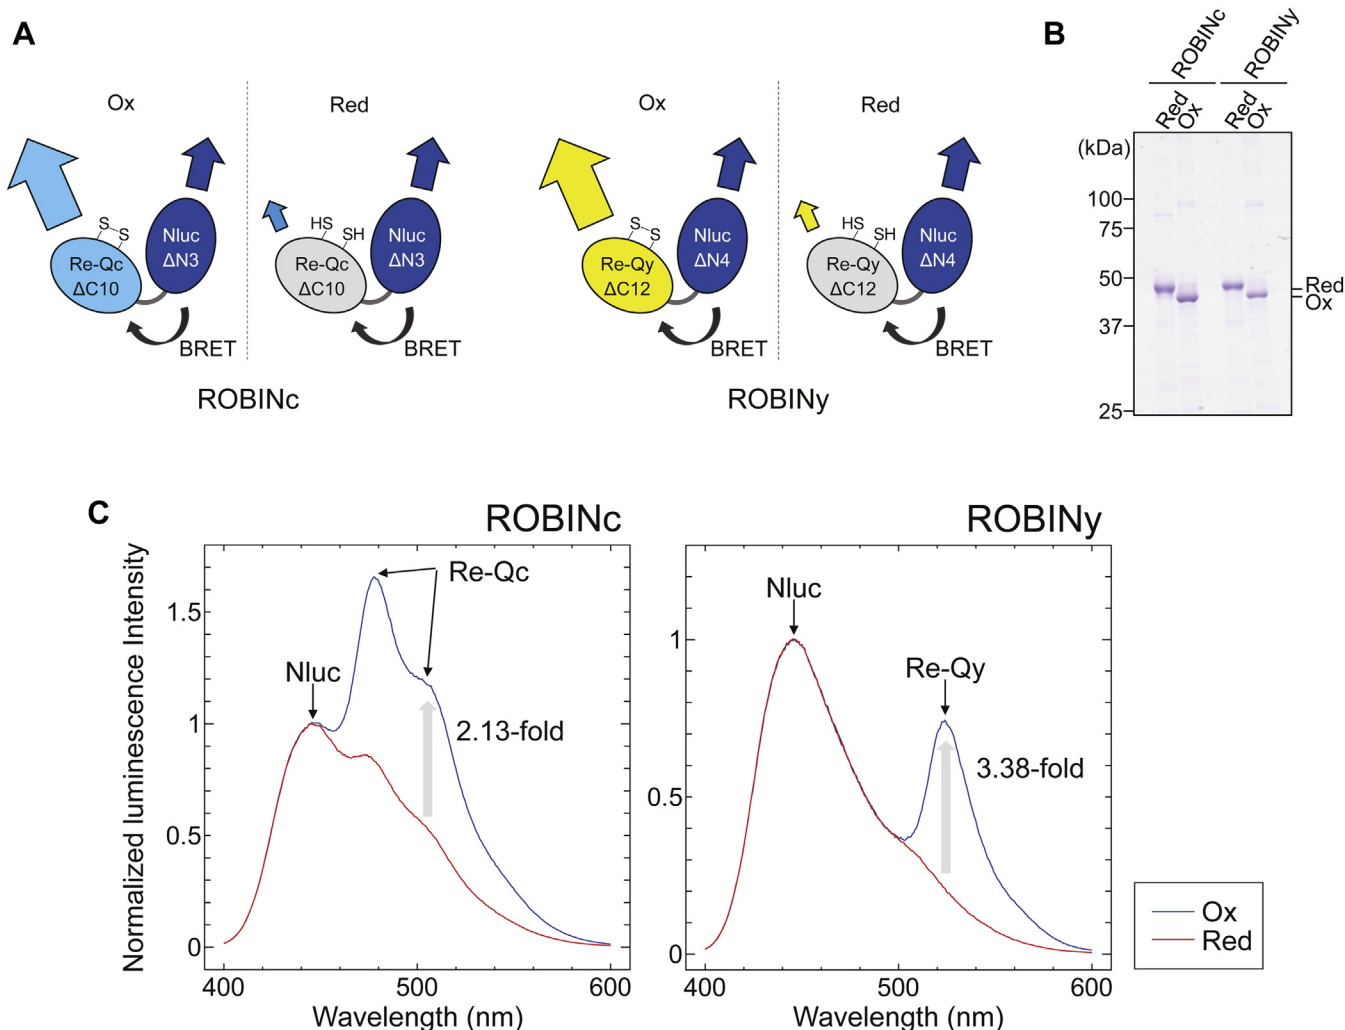 A
Ox
Red
Ox
Red
S S
HS SH
S S
HS SH
Re-Qc ΔC10
Nluc ΔN3
Re-Qc ΔC10
Nluc ΔN3
Re-Qy ΔC12
Nluc ΔN4
Re-Qy ΔC12
Nluc ΔN4
BRET
BRET
BRET
BRET
ROBINc
ROBINy
B
ROBINc
ROBINy
Red
Ox
Red
Ox
(kDa)
100
75
50
37
25
Red
Ox
C
ROBINc
Normalized luminescence Intensity
1.5
1
0.5
0
Re-Qc
Nluc
2.13-fold
400
500
600
Wavelength (nm)
ROBINy
1
0.5
0
Nluc
Re-Qy
3.38-fold
400
500
600
Wavelength (nm)
Ox
Red